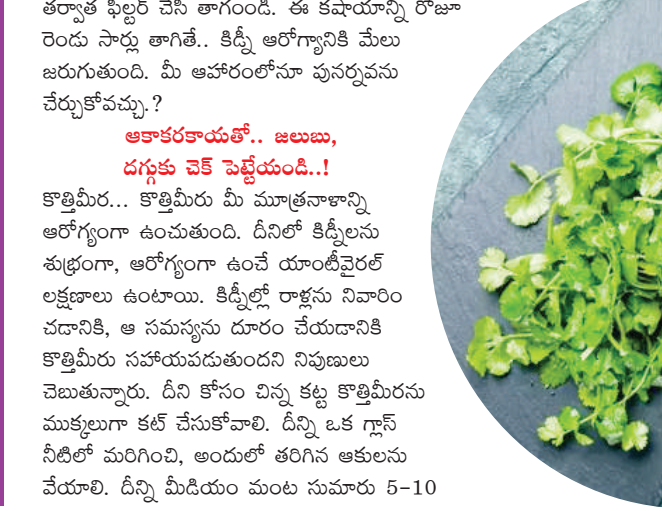 తర్వాత ఫిల్టర్ చేసి తాగండి. ఈ కషాయాన్ని రోజూ
రెండు సార్లు తాగితే.. కిడ్నీ ఆరోగ్యానికి మేలు
జరుగుతుంది. మీ ఆహారంలోనూ పునర్నవను
చేర్చుకోవచ్చు.?
ఆకాకరకాయతో.. జలుబు,
దగ్గుకు చెక్ పెట్టేయండి..!
కొత్తిమీర... కొత్తిమీరు మీ మూత్రనాళాన్ని
ఆరోగ్యంగా ఉంచుతుంది. దీనిలో కిడ్నీలను
శుభ్రంగా, ఆరోగ్యంగా ఉంచే యాంటీవైరల్
లక్షణాలు ఉంటాయి. కిడ్నీల్లో రాళ్లను నివారిం
చడానికి, ఆ సమస్యను దూరం చేయడానికి
కొత్తిమీరు సహాయపడుతుందని నిపుణులు
చెబుతున్నారు. దీని కోసం చిన్న కట్ట కొత్తిమీరను
ముక్కలుగా కట్ చేసుకోవాలి. దీన్ని ఒక గ్లాస్
నీటిలో మరిగించి, అందులో తరిగిన ఆకులను
వేయాలి. దీన్ని మీడియం మంట సుమారు 5-10